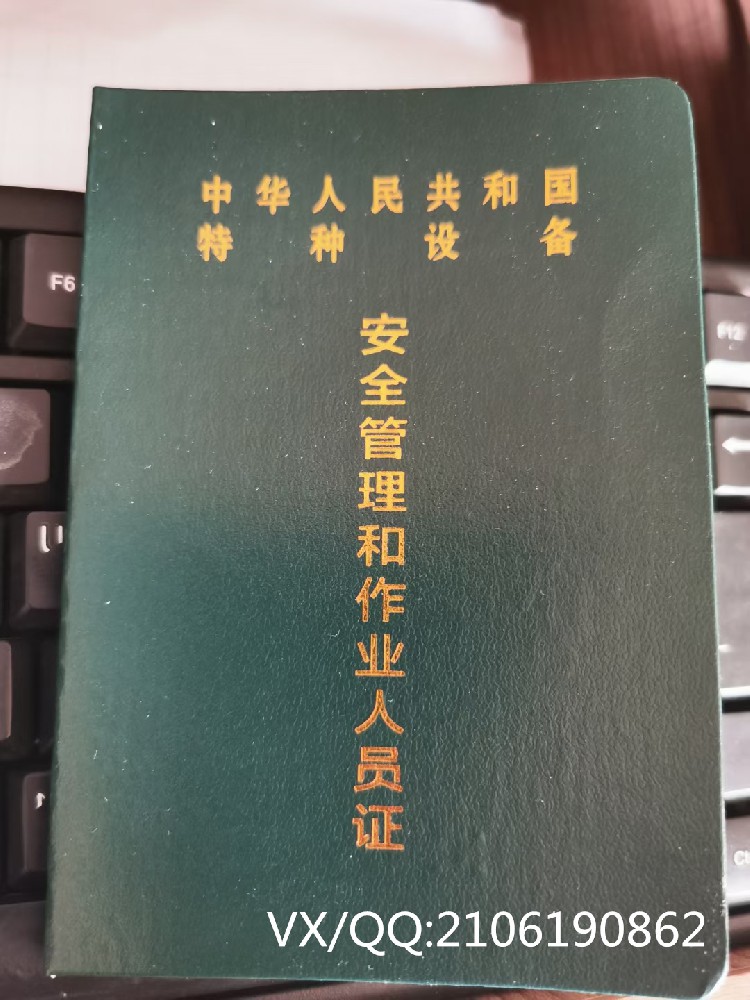 中华人民共和国
特种设备
安全管理和作业人员证
F6
F12
U
VX/QQ:2106190862